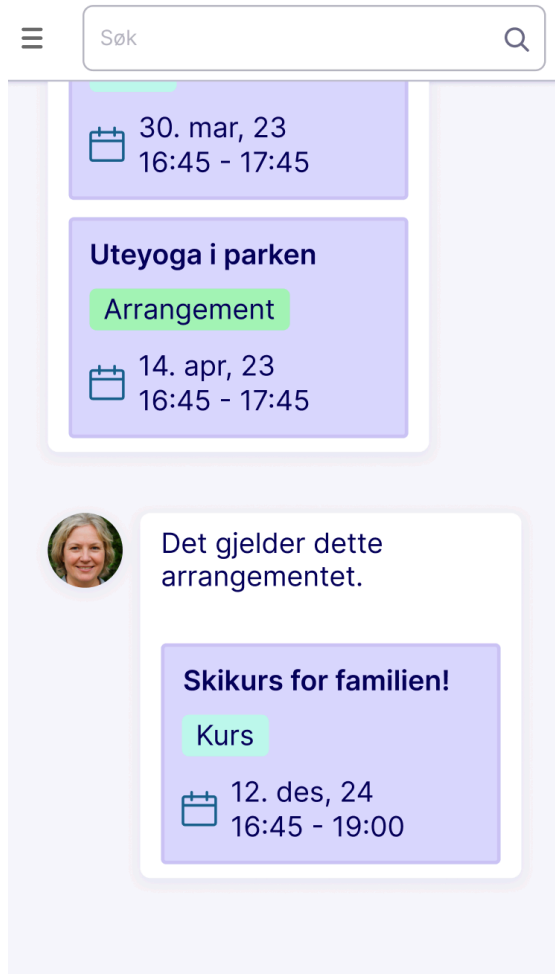 Søk
30. mar, 23
16:45 - 17:45
Uteyoga i parken
Arrangement
14. apr, 23
16:45 - 17:45
Det gjelder dette
arrangementet.
Skikurs for familien!
Kurs
12. des, 24
16:45 - 19:00